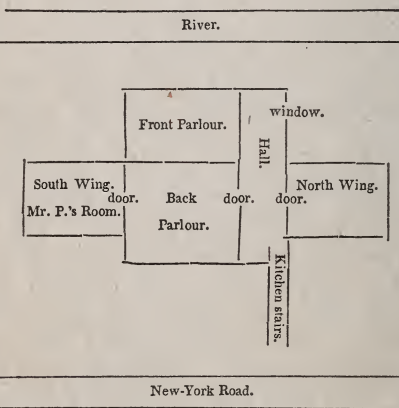 River.
Front Parlour.
window.
Hall.
South Wing.
Mr. P.'s Room.
door.
Back
Parlour.
door.
door.
North Wing.
Kitchen stairs.
New-York Road.